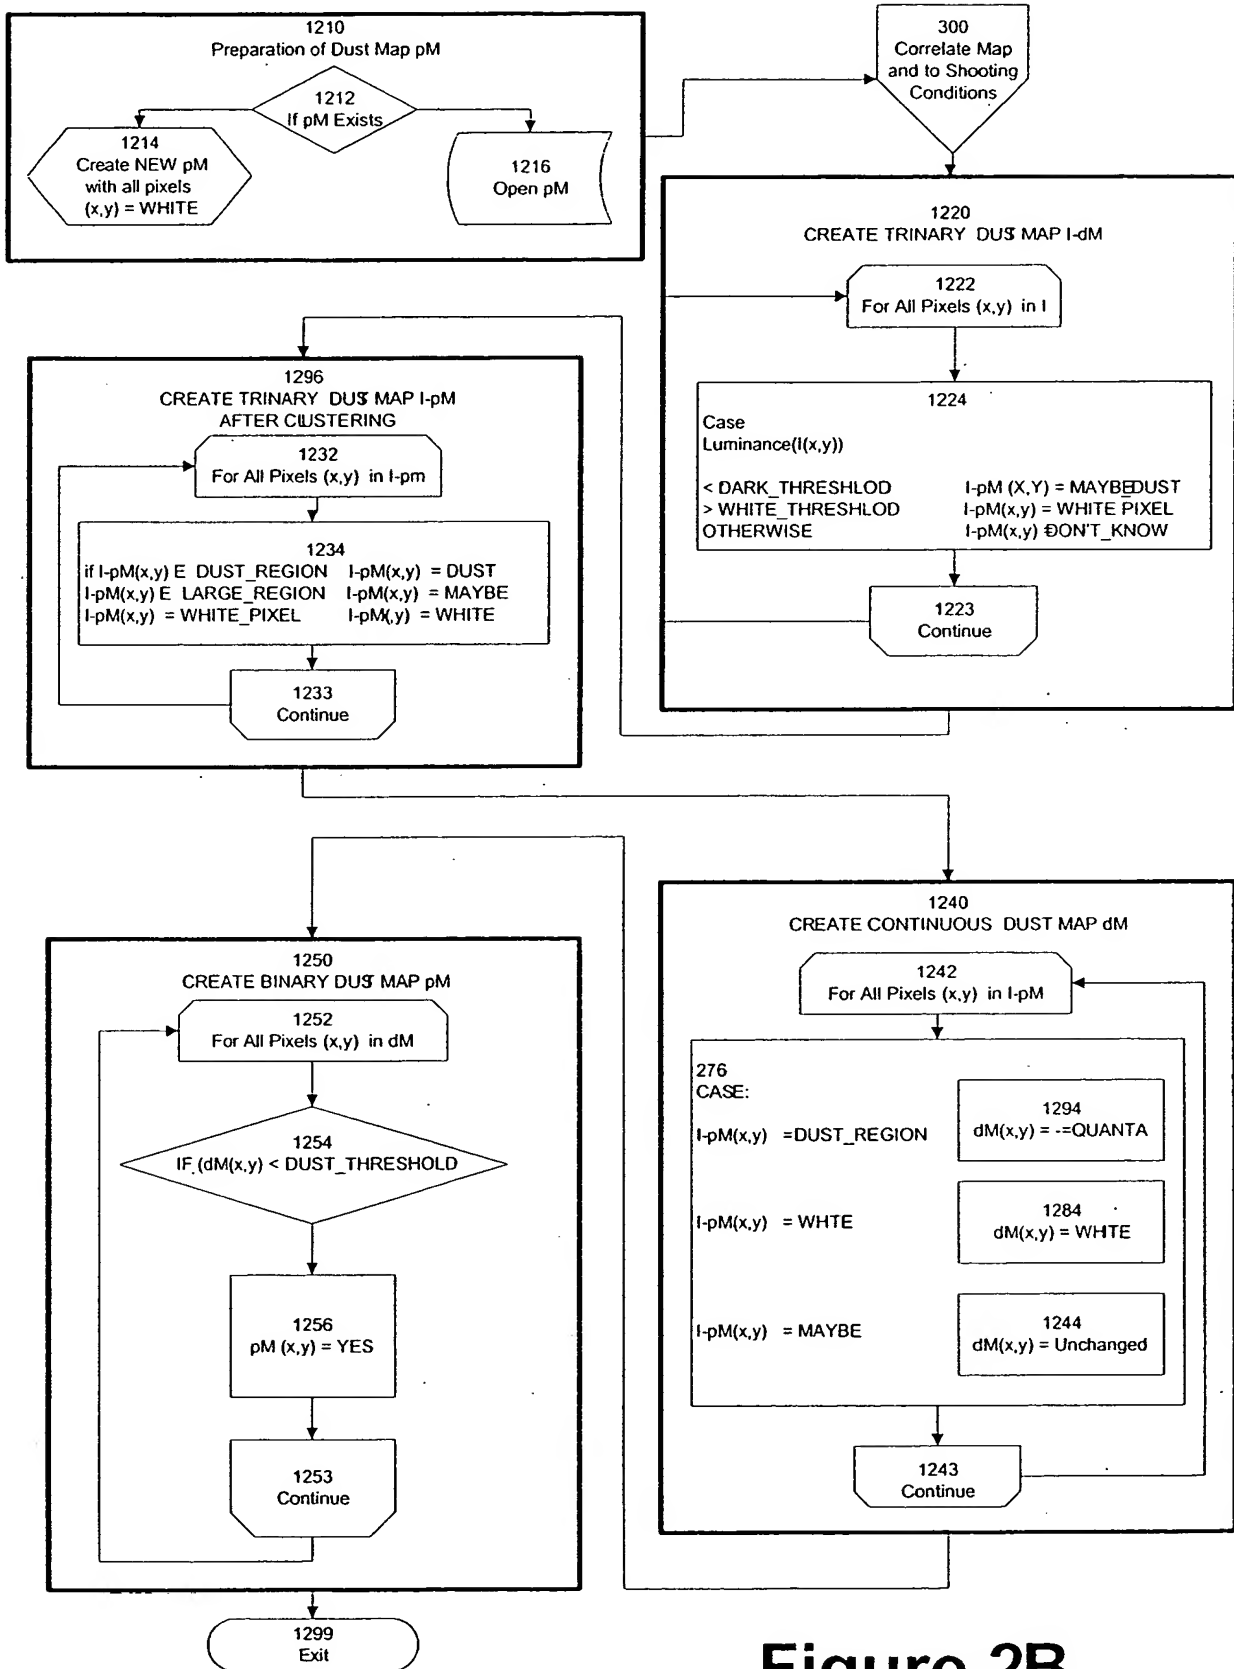 1210
Preparation of Dust Map pM
1212
If pM Exists
1214
Create NEW pM
with all pixels
(x,y) = WHITE
1216
Open pM
300
Correlate Map
and to Shooting
Conditions
1220
CREATE TRINARY DUST MAP I-dM
1222
For All Pixels (x,y) in I
1224
Case
Luminance(I(x,y))
< DARK_THRESHLOD I-pM (X,Y) = MAYBEDUST
> WHITE_THRESHLOD I-pM(x,y) = WHITE PIXEL
OTHERWISE I-pM(x,y) =DON'T_KNOW
1223
Continue
1296
CREATE TRINARY DUST MAP I-pM
AFTER CLUSTERING
1232
For All Pixels (x,y) in I-pm
1234
if I-pM(x,y) E DUST_REGION I-pM(x,y) = DUST
I-pM(x,y) E LARGE_REGION I-pM(x,y) = MAYBE
I-pM(x,y) = WHITE_PIXEL I-pM(,y) = WHITE
1233
Continue
1240
CREATE CONTINUOUS DUST MAP dM
1242
For All Pixels (x,y) in I-pM
276
CASE:
I-pM(x,y) =DUST_REGION
1294
dM(x,y) = -=QUANTA
I-pM(x,y) = WHTE
1284
dM(x,y) = WHTE
I-pM(x,y) = MAYBE
1244
dM(x,y) = Unchanged
1243
Continue
1250
CREATE BINARY DUST MAP pM
1252
For All Pixels (x,y) in dM
1254
IF (dM(x,y) < DUST_THRESHOLD
1256
pM (x,y) = YES
1253
Continue
1299
Exit
Figure 2B